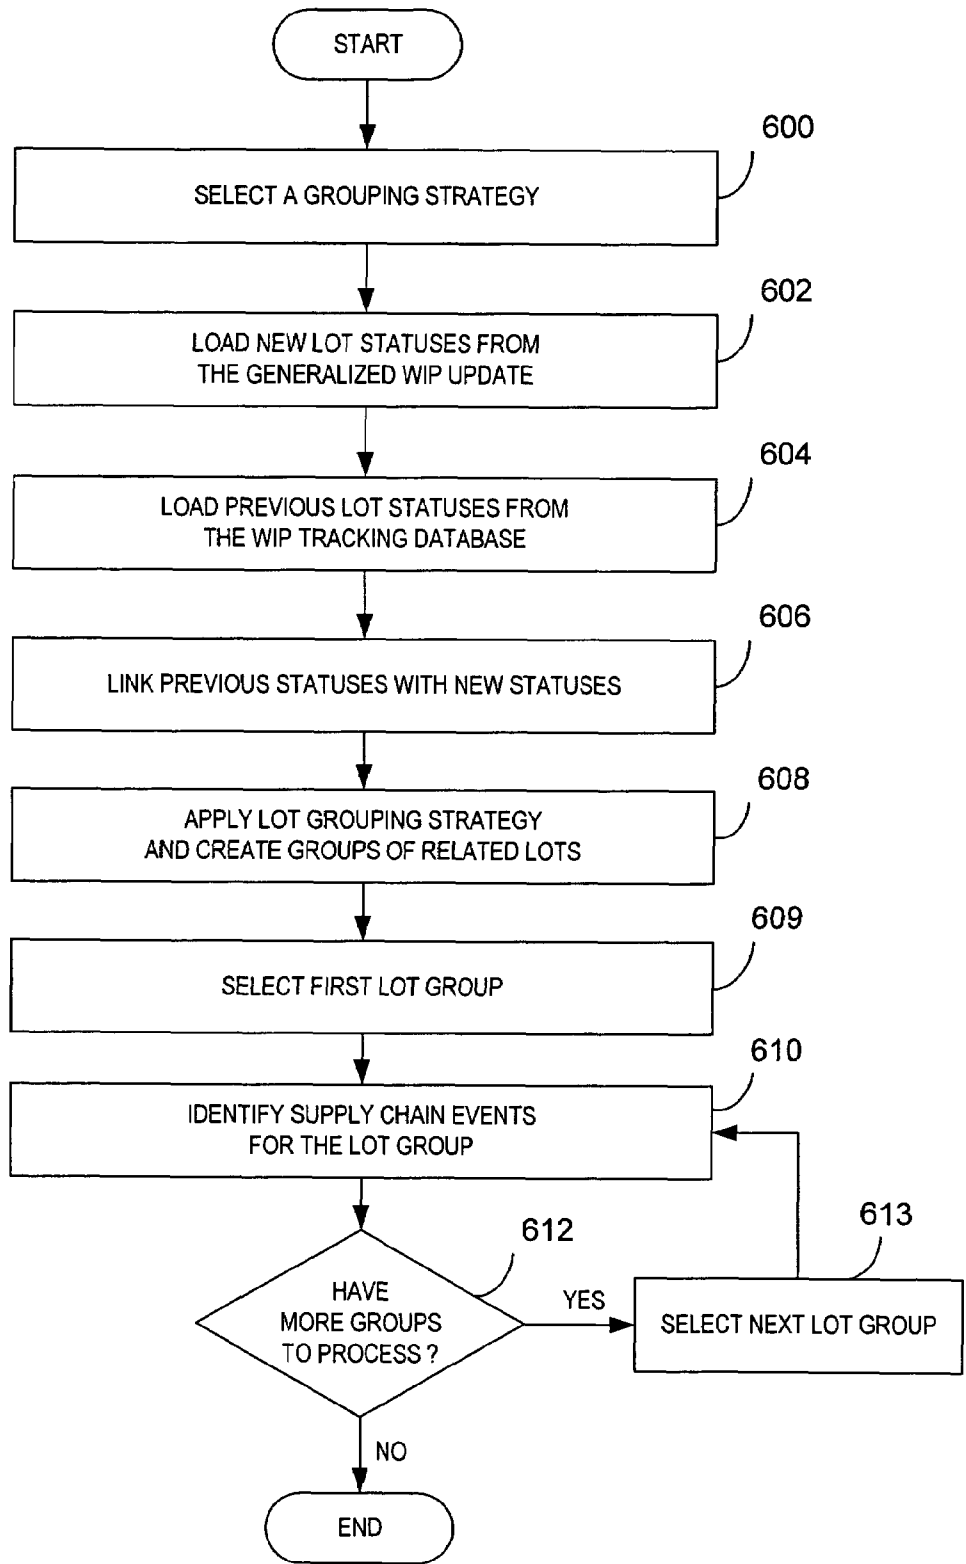 START
600
SELECT A GROUPING STRATEGY
602
LOAD NEW LOT STATUSES FROM
THE GENERALIZED WIP UPDATE
604
LOAD PREVIOUS LOT STATUSES FROM
THE WIP TRACKING DATABASE
606
LINK PREVIOUS STATUSES WITH NEW STATUSES
608
APPLY LOT GROUPING STRATEGY
AND CREATE GROUPS OF RELATED LOTS
609
SELECT FIRST LOT GROUP
610
IDENTIFY SUPPLY CHAIN EVENTS
FOR THE LOT GROUP
612
HAVE
MORE GROUPS
TO PROCESS ?
YES
613
SELECT NEXT LOT GROUP
NO
END